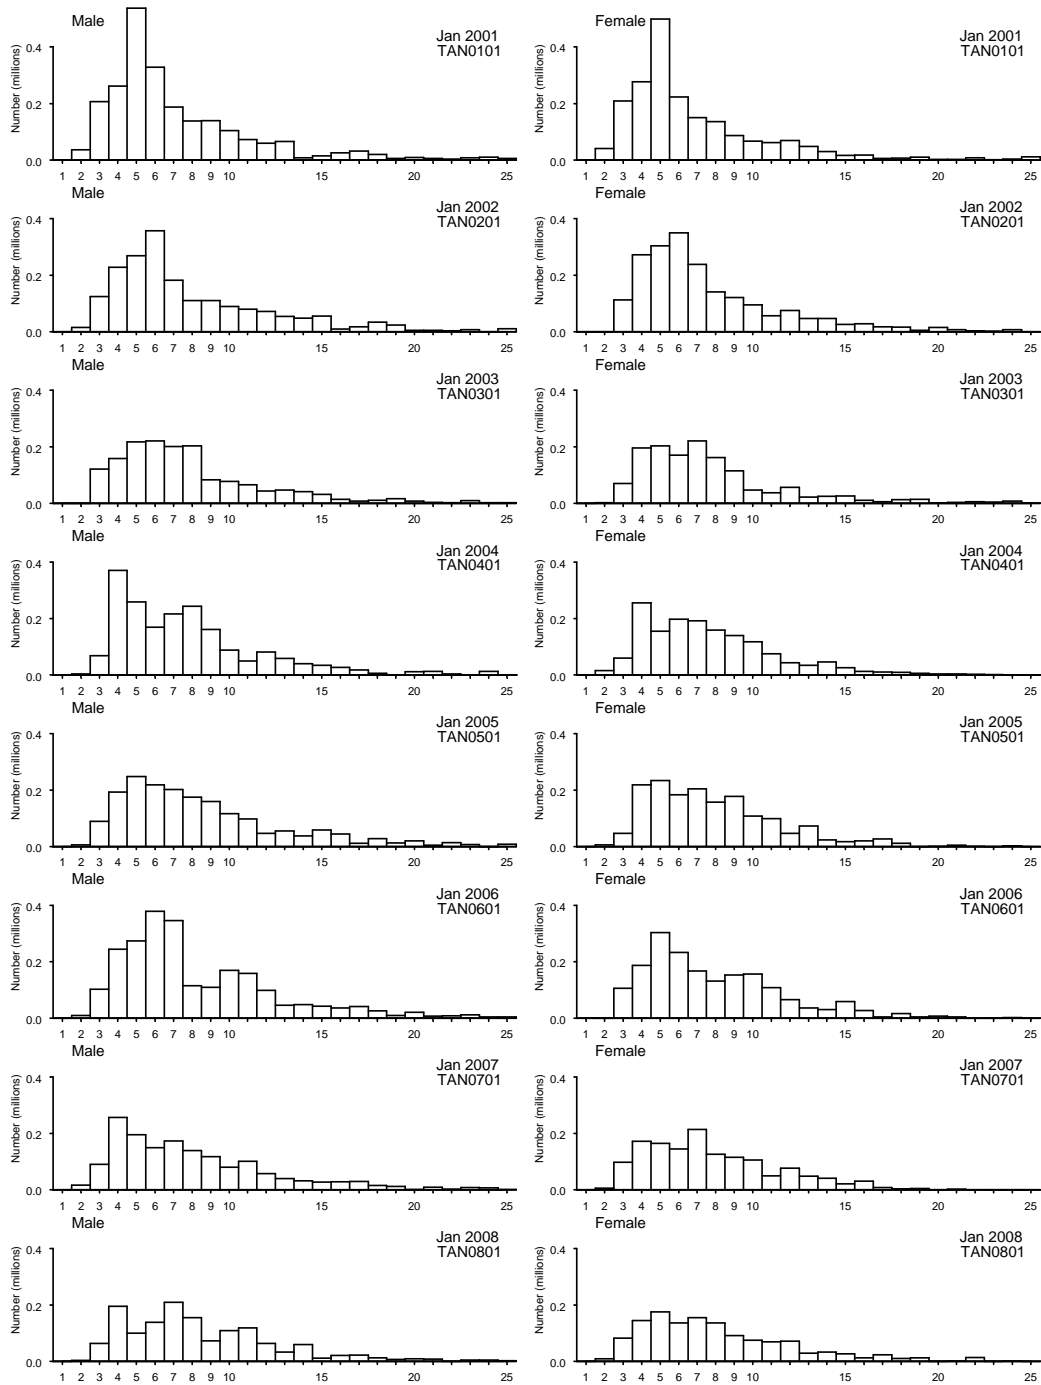 Male Female
Jan 2001 Jan 2001
TAN0101 TAN0101
Number (millions) Number (millions)
0.4 0.4
0.2 0.2
0.0 0.0
1 2 3 4 5 6 7 8 9 10 15 20 25 1 2 3 4 5 6 7 8 9 10 15 20 25
Male Female
Jan 2002 Jan 2002
TAN0201 TAN0201
Number (millions) Number (millions)
0.4 0.4
0.2 0.2
0.0 0.0
1 2 3 4 5 6 7 8 9 10 15 20 25 1 2 3 4 5 6 7 8 9 10 15 20 25
Male Female
Jan 2003 Jan 2003
TAN0301 TAN0301
Number (millions) Number (millions)
0.4 0.4
0.2 0.2
0.0 0.0
1 2 3 4 5 6 7 8 9 10 15 20 25 1 2 3 4 5 6 7 8 9 10 15 20 25
Male Female
Jan 2004 Jan 2004
TAN0401 TAN0401
Number (millions) Number (millions)
0.4 0.4
0.2 0.2
0.0 0.0
1 2 3 4 5 6 7 8 9 10 15 20 25 1 2 3 4 5 6 7 8 9 10 15 20 25
Male Female
Jan 2005 Jan 2005
TAN0501 TAN0501
Number (millions) Number (millions)
0.4 0.4
0.2 0.2
0.0 0.0
1 2 3 4 5 6 7 8 9 10 15 20 25 1 2 3 4 5 6 7 8 9 10 15 20 25
Male Female
Jan 2006 Jan 2006
TAN0601 TAN0601
Number (millions) Number (millions)
0.4 0.4
0.2 0.2
0.0 0.0
1 2 3 4 5 6 7 8 9 10 15 20 25 1 2 3 4 5 6 7 8 9 10 15 20 25
Male Female
Jan 2007 Jan 2007
TAN0701 TAN0701
Number (millions) Number (millions)
0.4 0.4
0.2 0.2
0.0 0.0
1 2 3 4 5 6 7 8 9 10 15 20 25 1 2 3 4 5 6 7 8 9 10 15 20 25
Male Female
Jan 2008 Jan 2008
TAN0801 TAN0801
Number (millions) Number (millions)
0.4 0.4
0.2 0.2
0.0 0.0
1 2 3 4 5 6 7 8 9 10 15 20 25 1 2 3 4 5 6 7 8 9 10 15 20 25